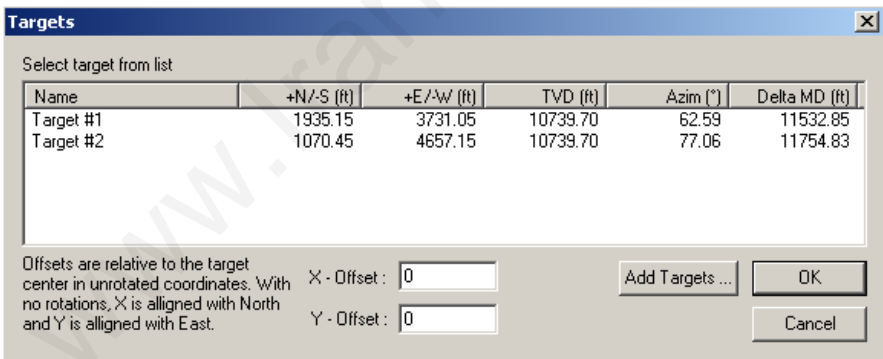 Targets
Select target from list
Name +N/-S (ft) +E/-W (ft) TVD (ft) Azim (°) Delta MD (ft)
Target #1 1935.15 3731.05 10739.70 62.59 11532.85
Target #2 1070.45 4657.15 10739.70 77.06 11754.83
Offsets are relative to the target
center in unrotated coordinates. With
no rotations, X is alligned with North
and Y is alligned with East.
X - Offset : 0
Y - Offset : 0
Add Targets ...
OK
Cancel